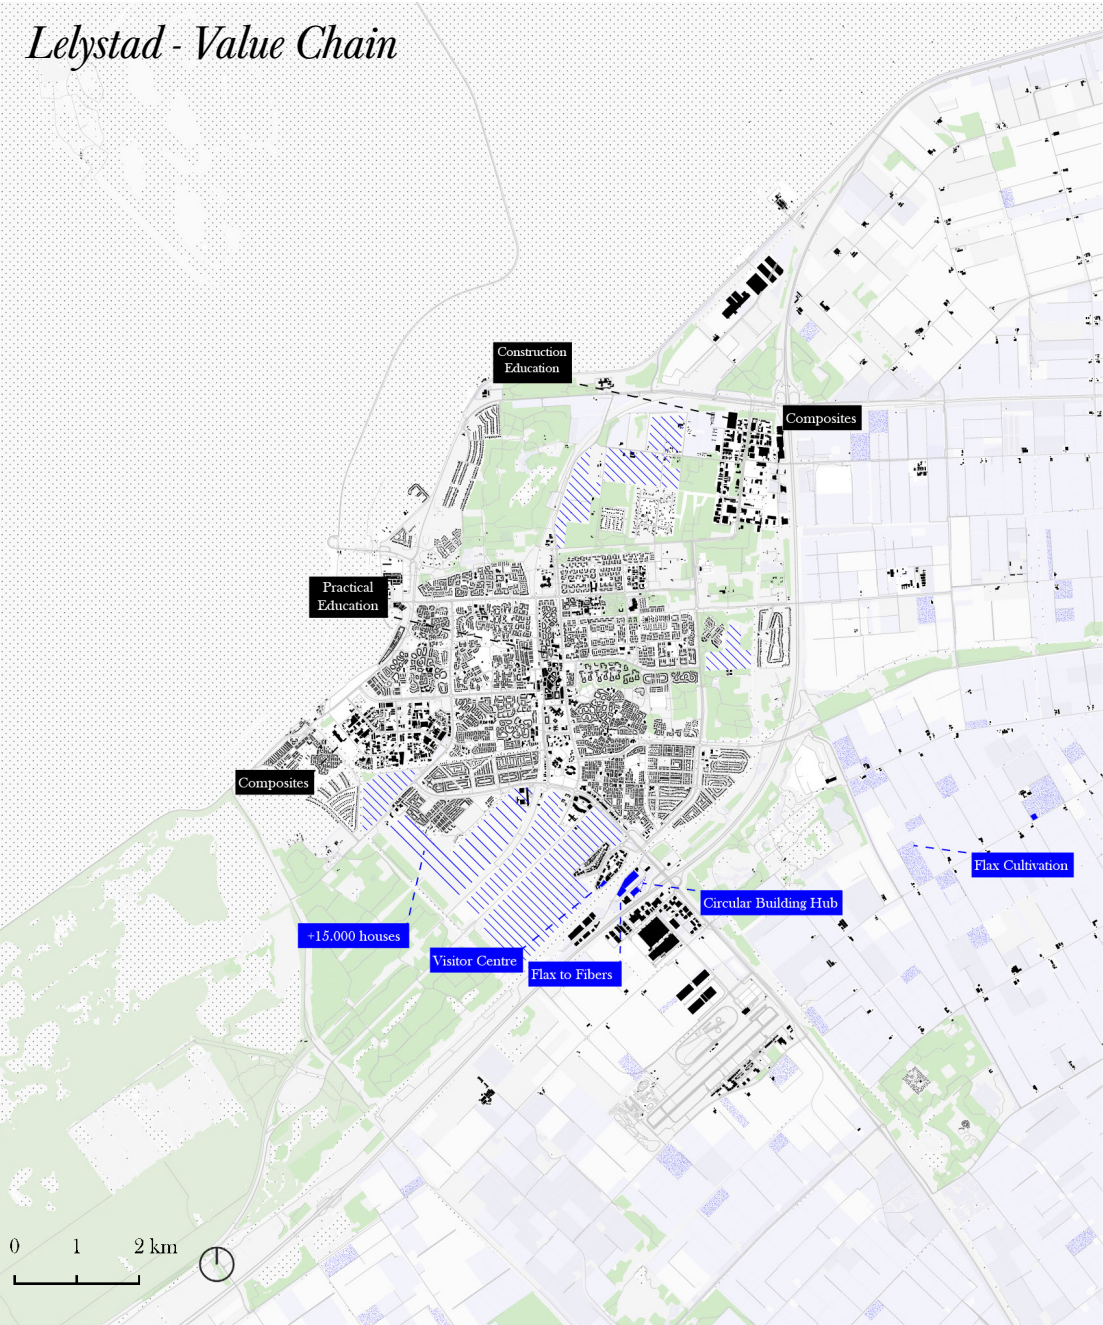 Lelystad - Value Chain
Construction
Education
Composites
Practical
Education
Composites
Flax Cultivation
Circular Building Hub
+15.000 houses
Visitor Centre
Flax to Fibers
0 1 2 km